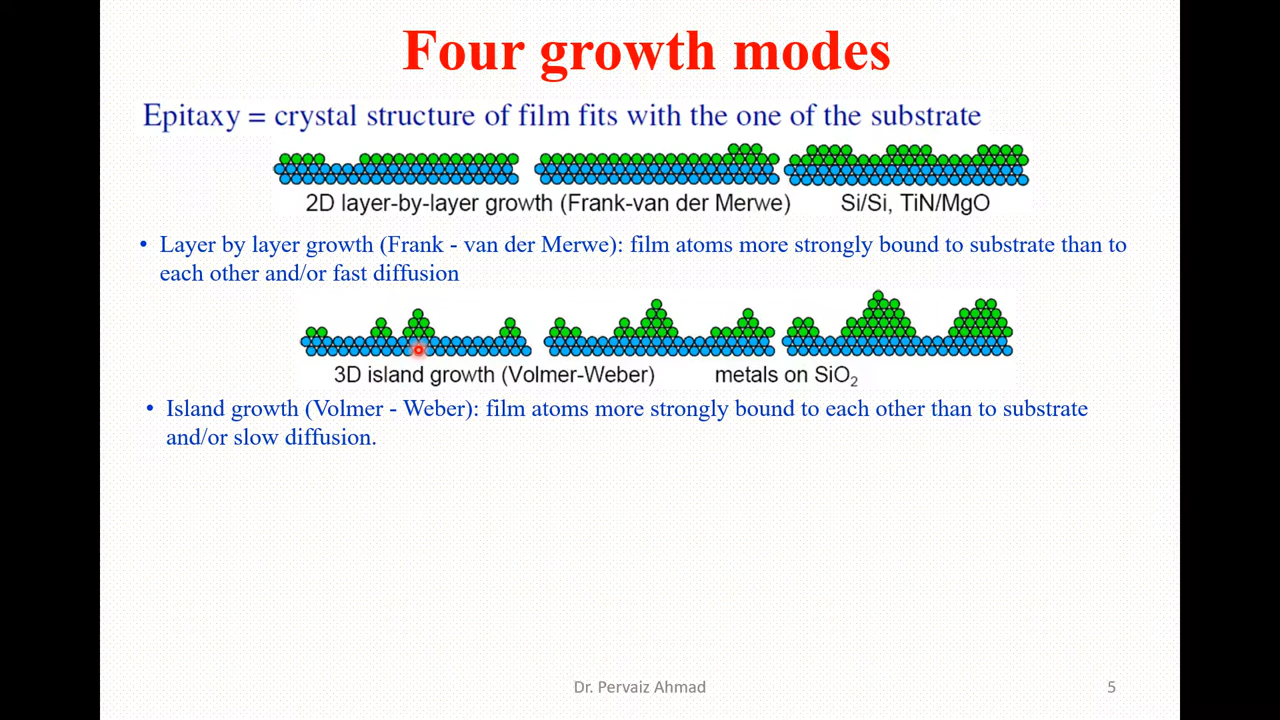 Four growth modes
Epitaxy = crystal structure of film fits with the one of the substrate
2D layer-by-layer growth (Frank-van der Merwe) Si/Si, TiN/MgO
• Layer by layer growth (Frank - van der Merwe): film atoms more strongly bound to substrate than to
each other and/or fast diffusion
3D island growth (Volmer-Weber) metals on SiO₂
• Island growth (Volmer - Weber): film atoms more strongly bound to each other than to substrate
and/or slow diffusion.
Dr. Pervaiz Ahmad 5